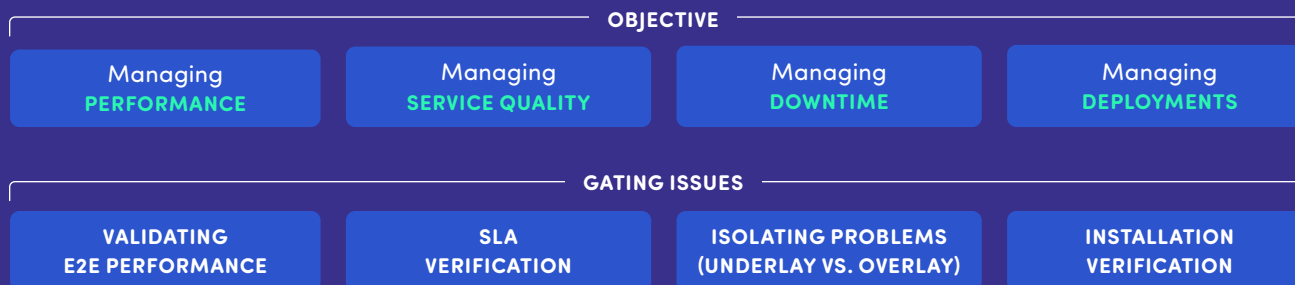 OBJECTIVE
Managing
PERFORMANCE
Managing
SERVICE QUALITY
Managing
DOWNTIME
Managing
DEPLOYMENTS
GATING ISSUES
VALIDATING
E2E PERFORMANCE
SLA
VERIFICATION
ISOLATING PROBLEMS
(UNDERLAY VS. OVERLAY)
INSTALLATION
VERIFICATION